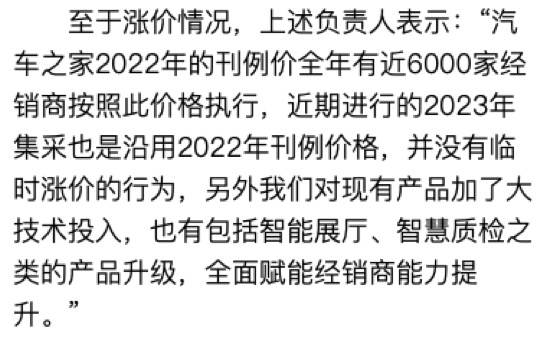 至于涨价情况，上述负责人表示：“汽
车之家2022年的刊例价全年有近6000家经
销商按照此价格执行，近期进行的2023年
集采也是沿用2022年刊例价格，并没有临
时涨价的行为，另外我们对现有产品加了大
技术投入，也有包括智能展厅、智慧质检之
类的产品升级，全面赋能经销商能力提
升。”